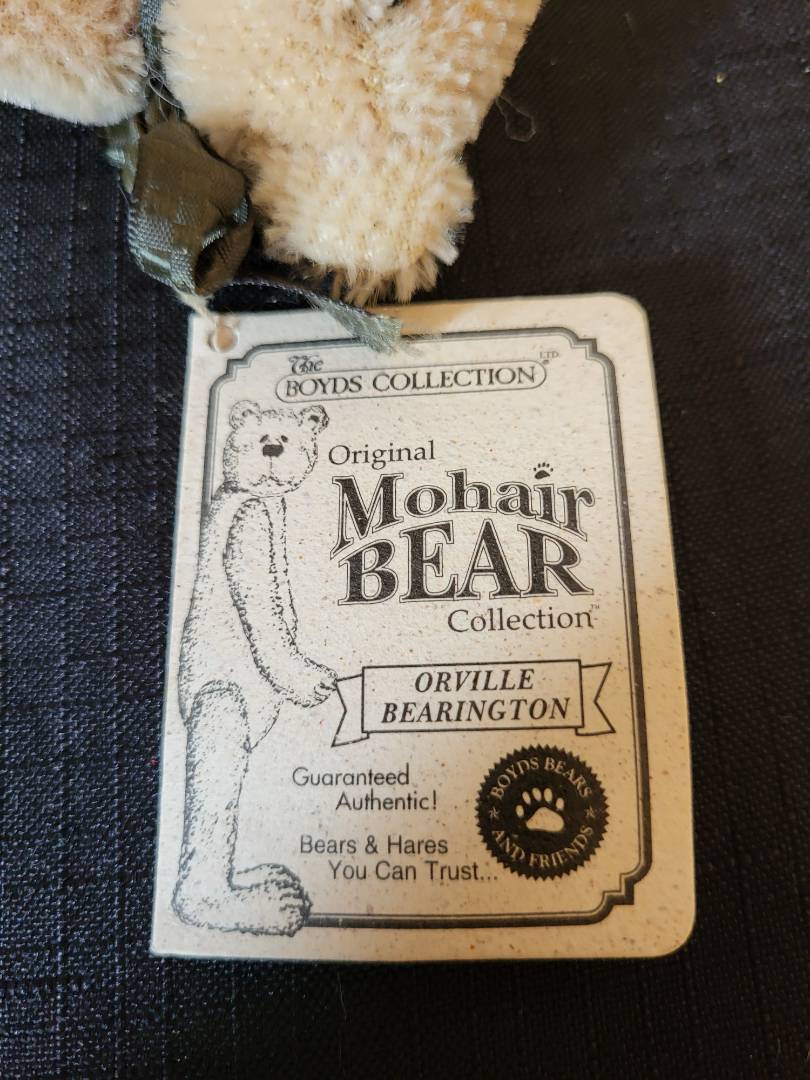 The
BOYDS COLLECTION LTD.
Original
Mohair
BEAR
Collection™
ORVILLE
BEARINGTON
Guaranteed
Authentic!
Bears & Hares
You Can Trust...
BOYDS BEARS
AND FRIENDS